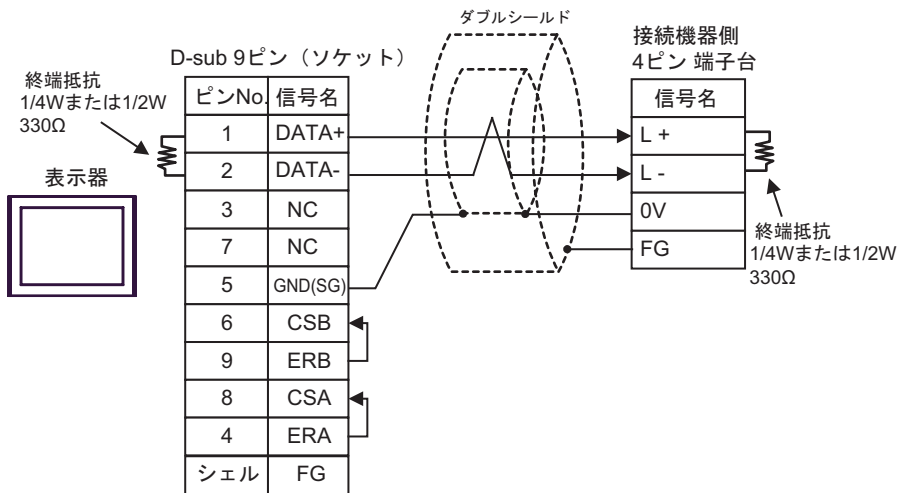 ダブルシールド
D-sub 9ピン（ソケット）
接続機器側
4ピン 端子台
終端抵抗
1/4Wまたは1/2W
330Ω
表示器
ピンNo. 信号名
1 DATA+
2 DATA-
3 NC
7 NC
5 GND(SG)
6 CSB
9 ERB
8 CSA
4 ERA
シェル FG
信号名
L +
L -
0V
FG
終端抵抗
1/4Wまたは1/2W
330Ω